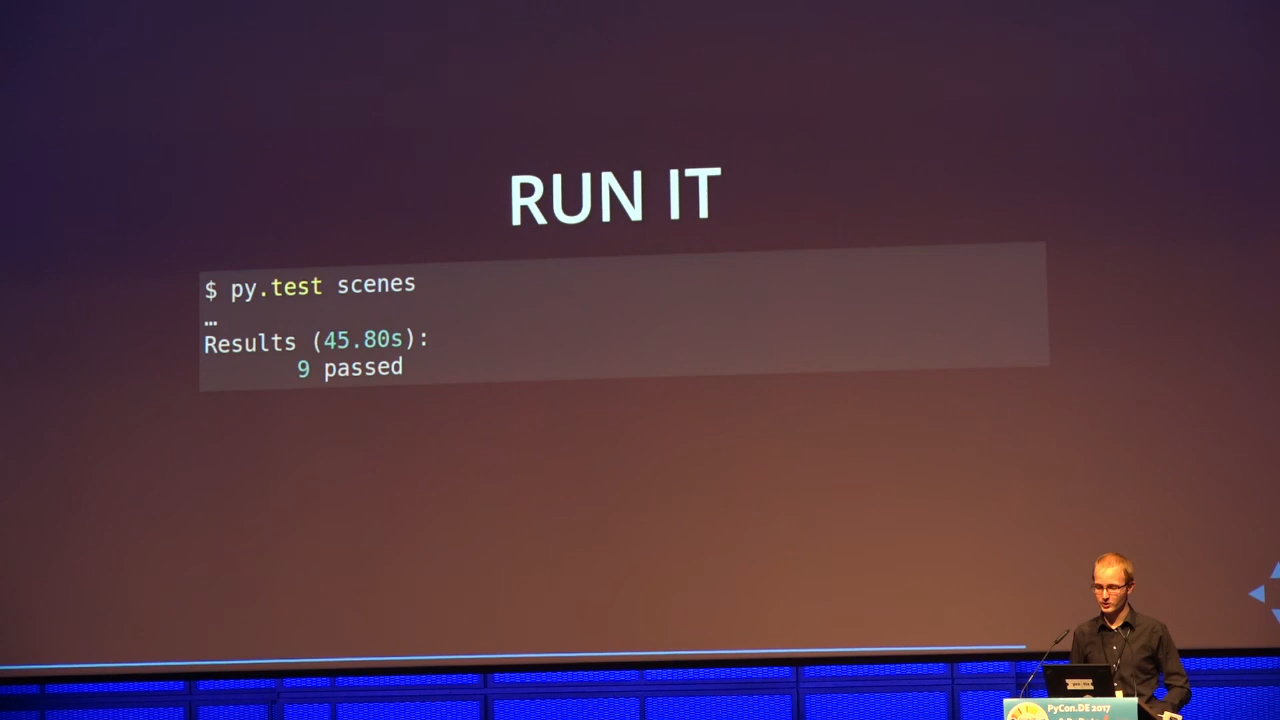 RUN IT
$ py.test scenes
…
Results (45.80s):
9 passed
PyCon.DE 2017